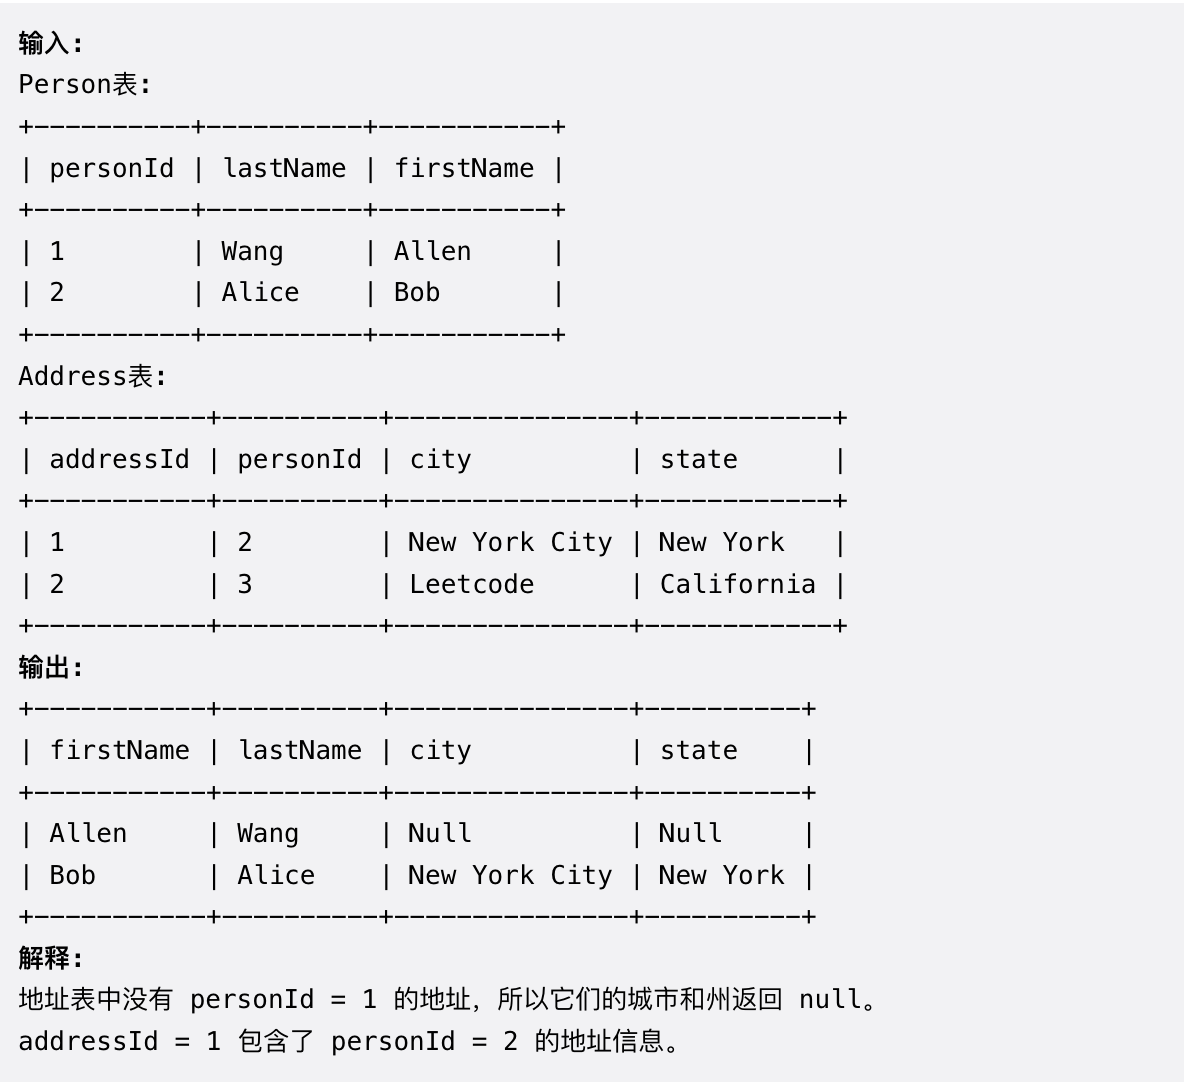 输入:
Person表:
+----------+----------+-----------+
| personId | lastName | firstName |
+----------+----------+-----------+
| 1        | Wang     | Allen     |
| 2        | Alice    | Bob       |
+----------+----------+-----------+
Address表:
+-----------+----------+---------------+------------+
| addressId | personId | city          | state      |
+-----------+----------+---------------+------------+
| 1         | 2        | New York City | New York   |
| 2         | 3        | Leetcode      | California |
+-----------+----------+---------------+------------+
输出:
+-----------+----------+---------------+----------+
| firstName | lastName | city          | state    |
+-----------+----------+---------------+----------+
| Allen     | Wang     | Null          | Null     |
| Bob       | Alice    | New York City | New York |
+-----------+----------+---------------+----------+
解释:
地址表中没有 personId = 1 的地址，所以它们的城市和州返回 null。
addressId = 1 包含了 personId = 2 的地址信息。